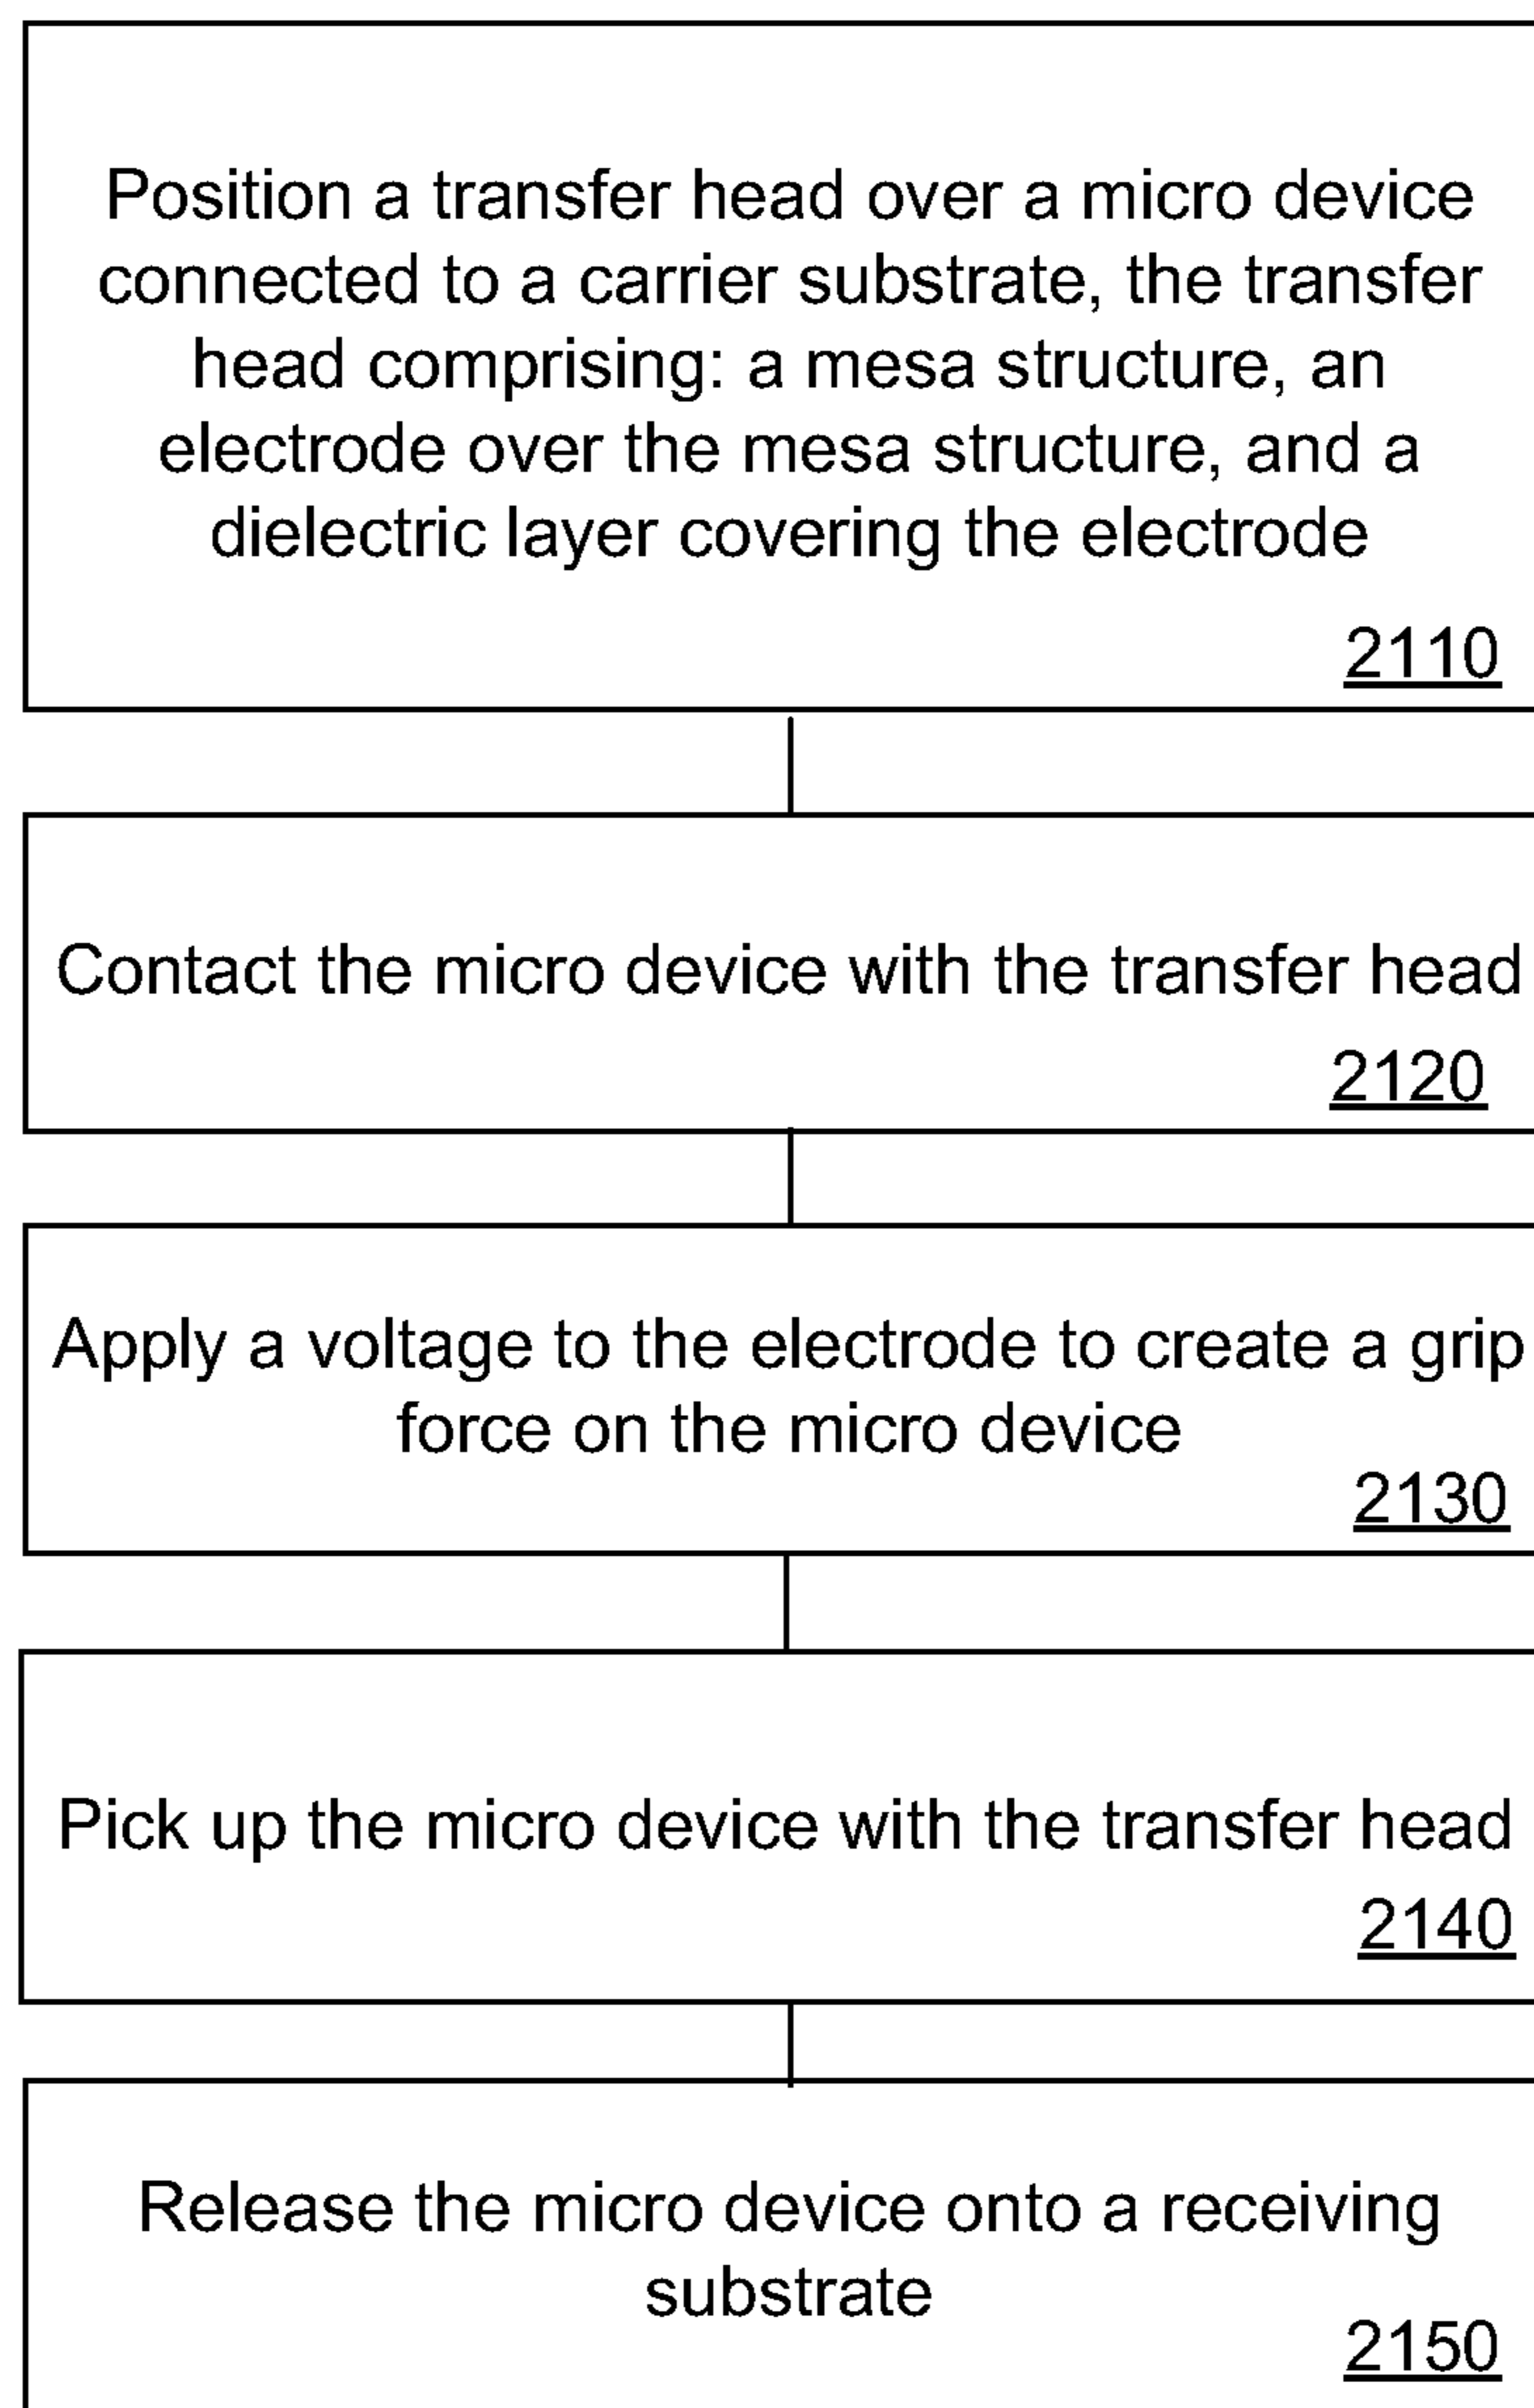 Position a transfer head over a micro device
connected to a carrier substrate, the transfer
head comprising: a mesa structure, an
electrode over the mesa structure, and a
dielectric layer covering the electrode
2110
Contact the micro device with the transfer head
2120
Apply a voltage to the electrode to create a grip
force on the micro device
2130
Pick up the micro device with the transfer head
2140
Release the micro device onto a receiving
substrate
2150